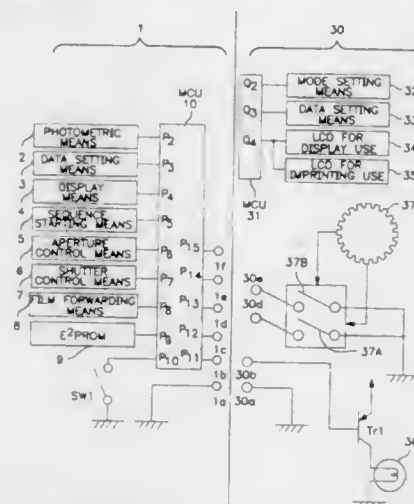 1
30
MCU
10
PHOTOMETRIC MEANS
2
DATA SETTING MEANS
3
DISPLAY MEANS
4
SEQUENCE STARTING MEANS
5
APERTURE CONTROL MEANS
6
SHUTTER CONTROL MEANS
7
FILM FORWARDING MEANS
8
E²PROM
9
SW1
P2
P3
P4
P5
P6
P7
P8
P9
P10
P15
P14
P13
P12
P11
1f
1e
1d
1c
1b
1a
Q2
Q3
Q4
MCU
31
MODE SETTING MEANS
32
DATA SETTING MEANS
33
LCD FOR DISPLAY USE
34
LCD FOR IMPRINTING USE
35
37
37B
30e
30d
37A
30b
30a
Tr1
36